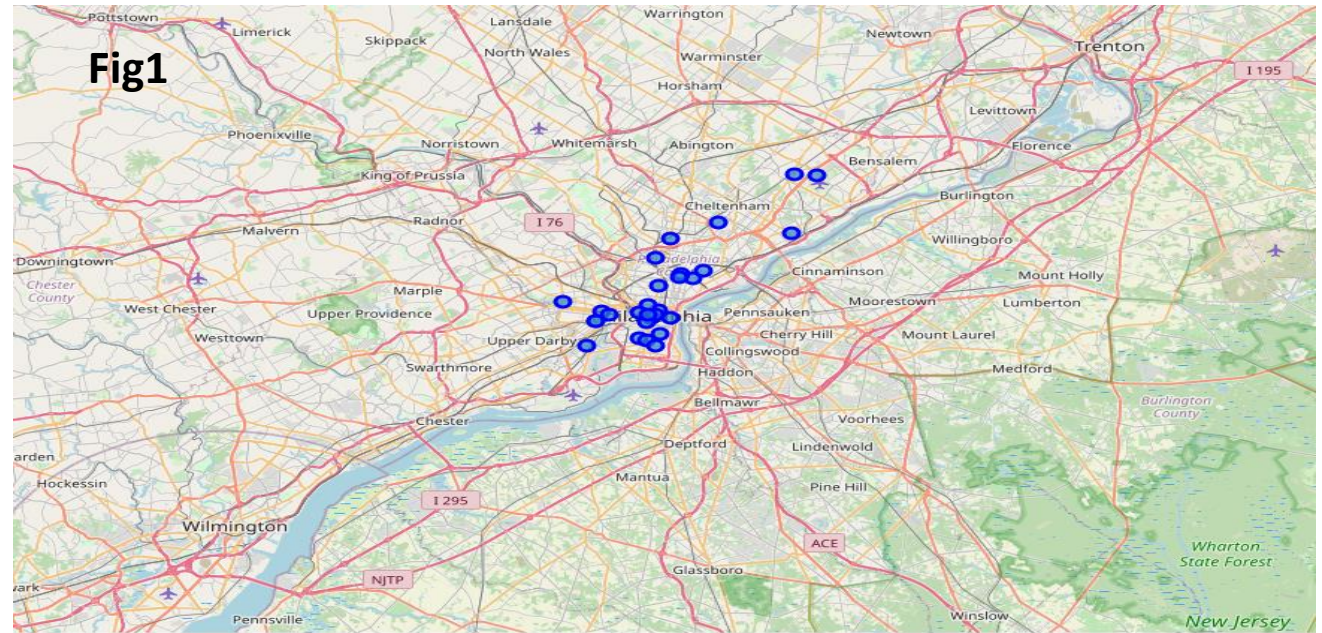 Fig1
Pottstown
Limerick
Skippack
Lansdale
North Wales
Warrington
Warminster
Horsham
Newtown
Trenton
I 195
Levittown
Florence
Phoenixville
Norristown
Whitemarsh
Abington
Bensalem
King of Prussia
Cheltenham
Burlington
Radnor
I 76
Malvern
Willingboro
Downingtown
Cinnaminson
Mount Holly
Chester
County
Marple
West Chester
Upper Providence
Moorestown
Lumberton
Pennsauken
Westtown
Upper Darby
Cherry Hill
Mount Laurel
Collingswood
Swarthmore
Haddon
Medford
Bellmawr
Burlington
County
Chester
Voorhees
Deptford
Lindenwold
arden
Hockessin
Mantua
Pine Hill
I 295
Wilmington
ACE
Wharton
State Forest
Glassboro
NJTP
ark
Pennsville
Winslow
New Jersey